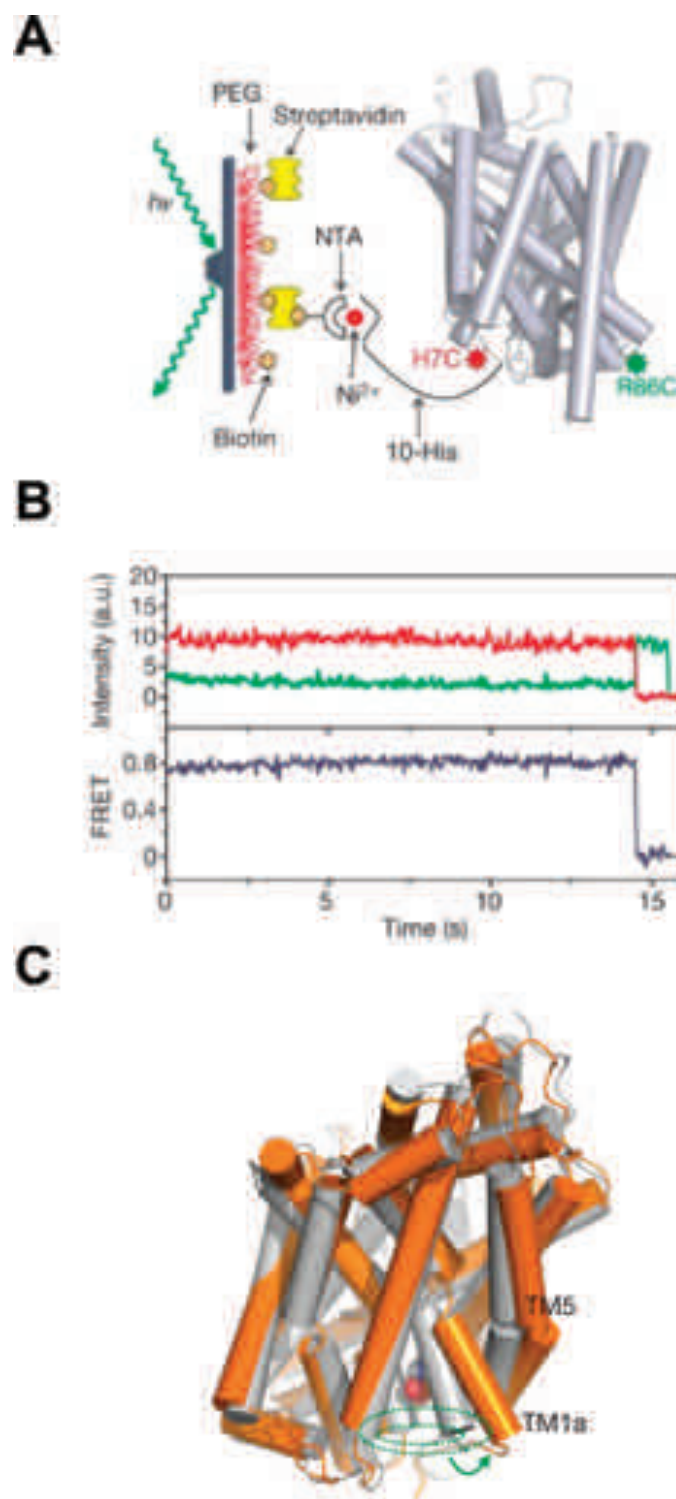 A
PEG
Streptavidin
hν
NTA
H7C
R86C
Ni²⁺
Biotin
10-His
B
Intensity (a.u.)
20
15
10
5
0
FRET
0.8
0.4
0
0
5
10
15
Time (s)
C
TM5
TM1a